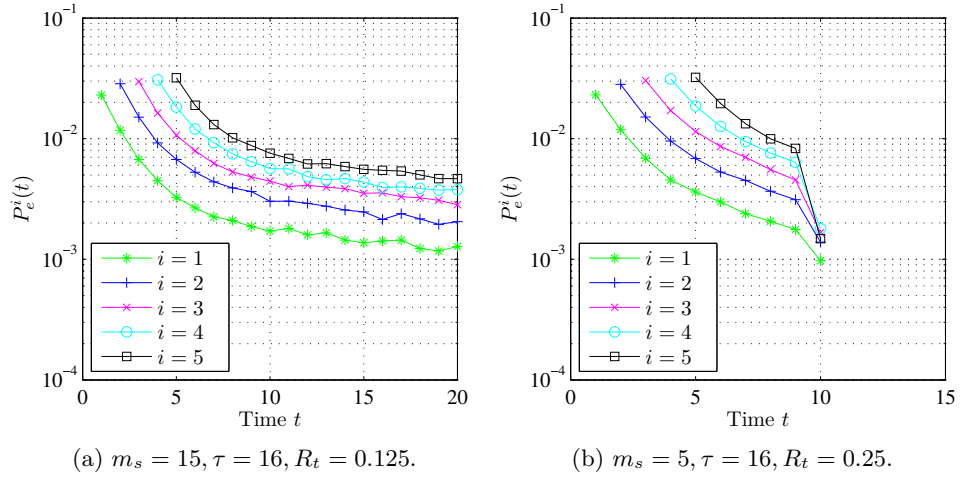 10^{-1}
10^{-2}
10^{-3}
10^{-4}
P_e^i(t)
i = 1
i = 2
i = 3
i = 4
i = 5
0 5 10 15 20
Time t
(a) m_s = 15, τ = 16, R_t = 0.125.
10^{-1}
10^{-2}
10^{-3}
10^{-4}
P_e^i(t)
i = 1
i = 2
i = 3
i = 4
i = 5
0 5 10 15
Time t
(b) m_s = 5, τ = 16, R_t = 0.25.